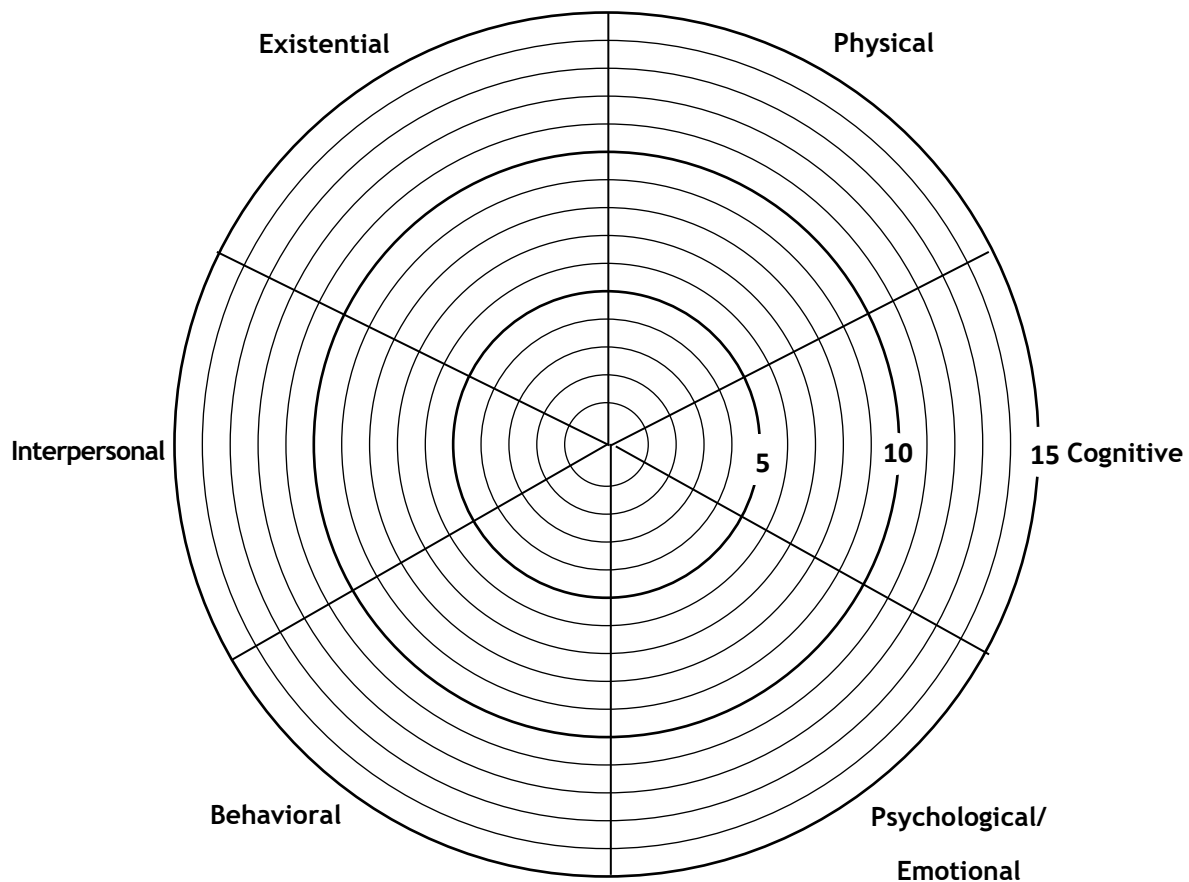 Existential
Physical
Interpersonal
5
10
15 Cognitive
Behavioral
Psychological/
Emotional